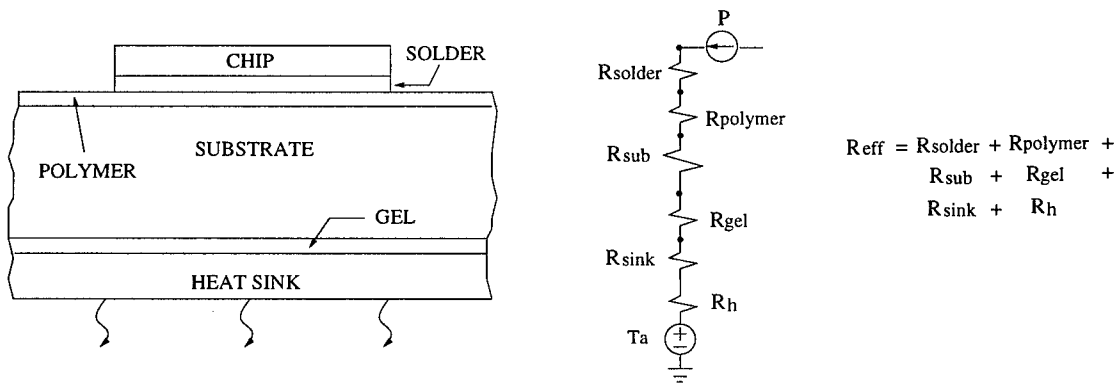 CHIP
SOLDER
SUBSTRATE
POLYMER
GEL
HEAT SINK
P
Rsolder
Rpolymer
Rsub
Rgel
Rsink
Rh
Ta
+
−
Reff = Rsolder + Rpolymer +
Rsub + Rgel +
Rsink + Rh